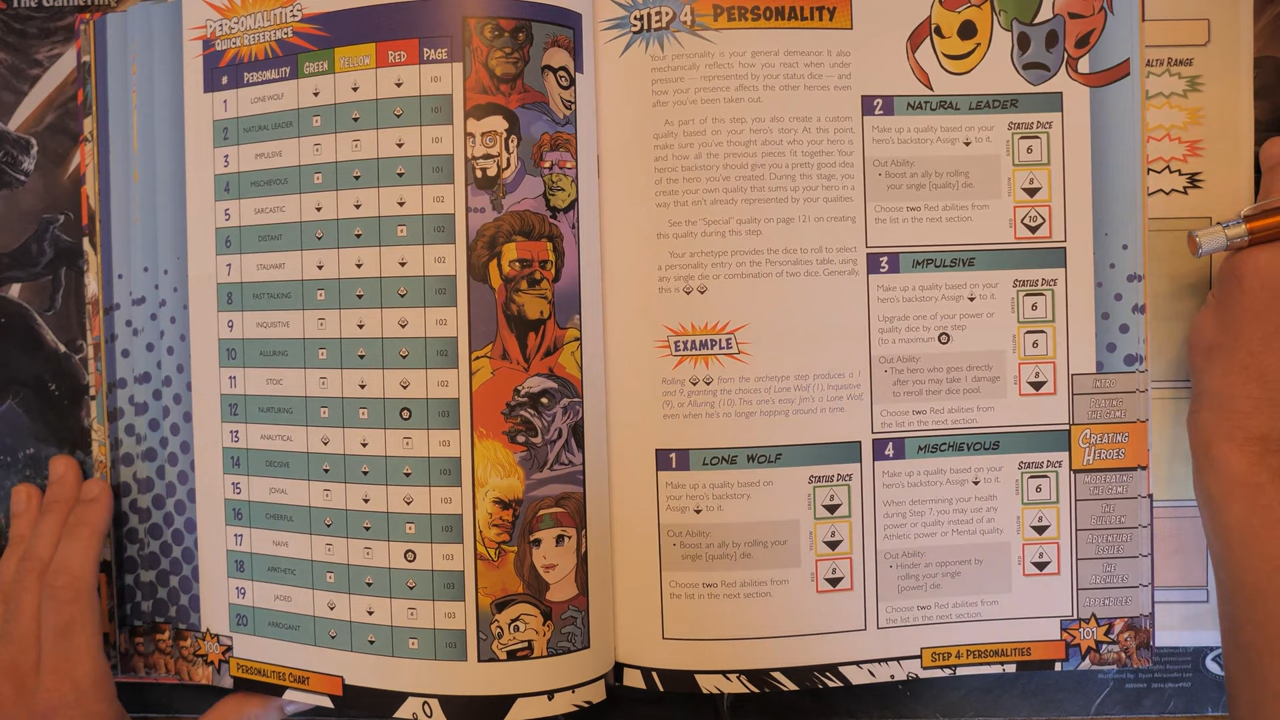 The Gathering
PERSONALITIES
QUICK REFERENCE
# PERSONALITY GREEN YELLOW RED PAGE
1 LONE WOLF 101
2 NATURAL LEADER 101
3 IMPULSIVE 101
4 MISCHIEVOUS 101
5 SARCASTIC 102
6 DISTANT 102
7 STALWART 102
8 FAST TALKING 102
9 INQUISITIVE 102
10 ALLURING 102
11 STOIC 102
12 NURTURING 103
13 ANALYTICAL 103
14 DECISIVE 103
15 JOVIAL 103
16 CHEERFUL 103
17 NAIVE 103
18 APATHETIC 103
19 JADED 103
20 ARROGANT 103
100
PERSONALITIES CHART
STEP 4 PERSONALITY
Your personality is your general demeanor. It also
mechanically reflects how you react when under
pressure — represented by your status dice — and
how your presence affects the other heroes even
after you've been taken out.
As part of this step, you also create a custom
quality based on your hero's story. At this point,
make sure you've thought about who your hero is
and how all the previous pieces fit together. Your
heroic backstory should give you a pretty good idea
of the hero you've created. During this stage, you
create your own quality that sums up your hero in a
way that isn't already represented by your qualities.
See the "Special" quality on page 121 on creating
this quality during this step.
Your archetype provides the dice to roll to select
a personality entry on the Personalities table, using
any single die or combination of two dice. Generally,
this is
EXAMPLE
Rolling from the archetype step produces a 1
and 9, granting the choices of Lone Wolf (1), Inquisitive
(9), or Alluring (10). This one's easy: Jim's a Lone Wolf,
even when he's no longer hopping around in time.
1 LONE WOLF
Make up a quality based on
your hero's backstory.
Assign to it.
Out Ability:
• Boost an ally by rolling your
single [quality] die.
Choose two Red abilities from
the list in the next section.
STATUS DICE
GREEN 8
YELLOW 8
RED 8
2 NATURAL LEADER
Make up a quality based on your
hero's backstory. Assign to it.
Out Ability:
• Boost an ally by rolling
your single [quality] die.
Choose two Red abilities from
the list in the next section.
STATUS DICE
GREEN 6
YELLOW 8
RED 10
3 IMPULSIVE
Make up a quality based on your
hero's backstory. Assign to it.
Upgrade one of your power or
quality dice by one step
(to a maximum ).
Out Ability:
• The hero who goes directly
after you may take 1 damage
to reroll their dice pool.
Choose two Red abilities from
the list in the next section.
STATUS DICE
GREEN 6
YELLOW 6
RED 8
4 MISCHIEVOUS
Make up a quality based on your
hero's backstory. Assign to it.
When determining your health
during Step 7, you may use any
power or quality instead of an
Athletic power or Mental quality.
Out Ability:
• Hinder an opponent by
rolling your single
[power] die.
Choose two Red abilities from
the list in the next section.
STATUS DICE
GREEN 6
YELLOW 8
RED 8
INTRO
PLAYING
THE GAME
CREATING
HEROES
MODERATING
THE GAME
THE
BULLPEN
ADVENTURE
ISSUES
THE
ARCHIVES
APPENDICES
STEP 4: PERSONALITIES
101
ALTH RANGE
Trademarks of
permission
Reserved
Illustrated by: Ryan Alexander Lee